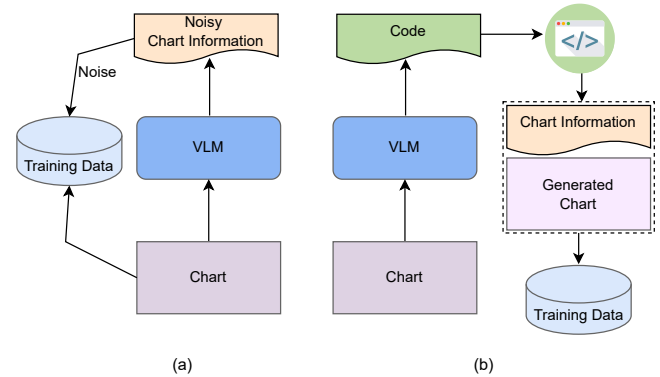 Noisy
Chart Information
Noise
Training Data
VLM
Chart
(a)
Code
</>
VLM
Chart
Chart Information
Generated
Chart
Training Data
(b)